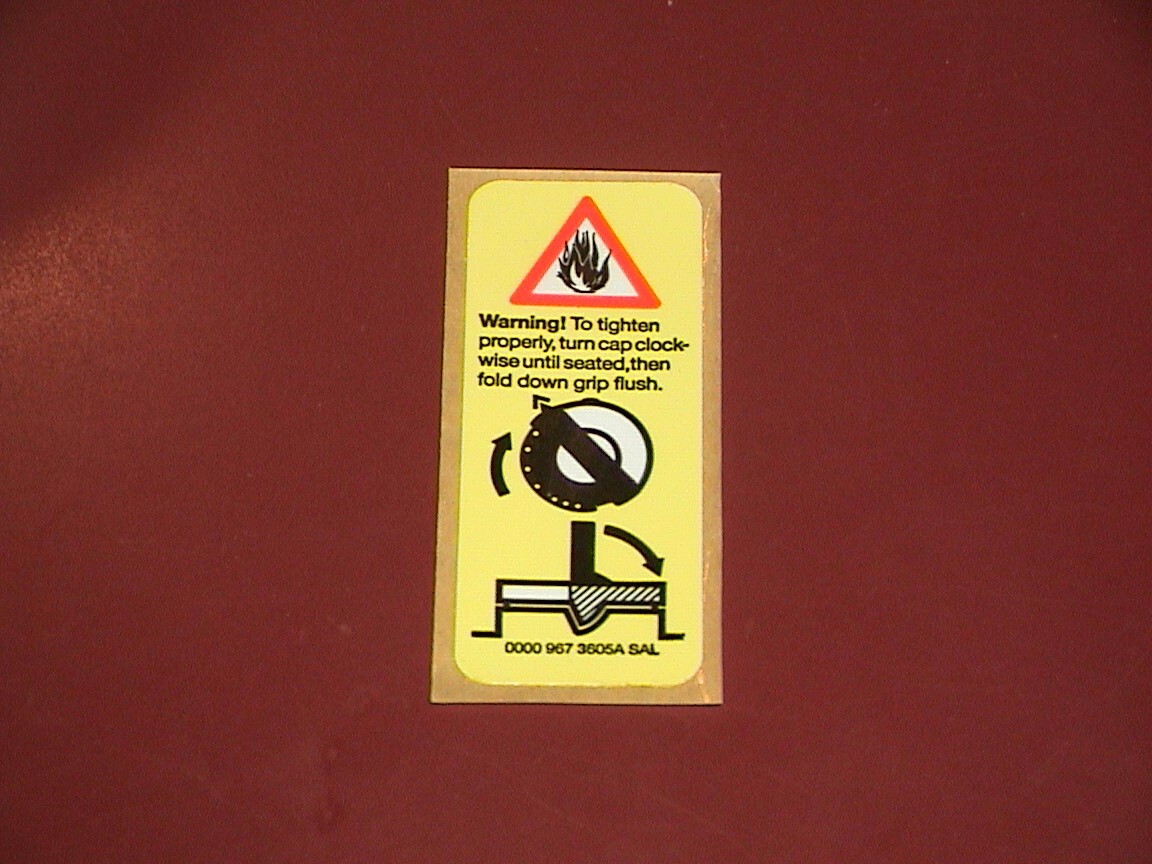 Warning! To tighten
properly, turn cap clock-
wise until seated, then
fold down grip flush.
0000 967 3605A SAL